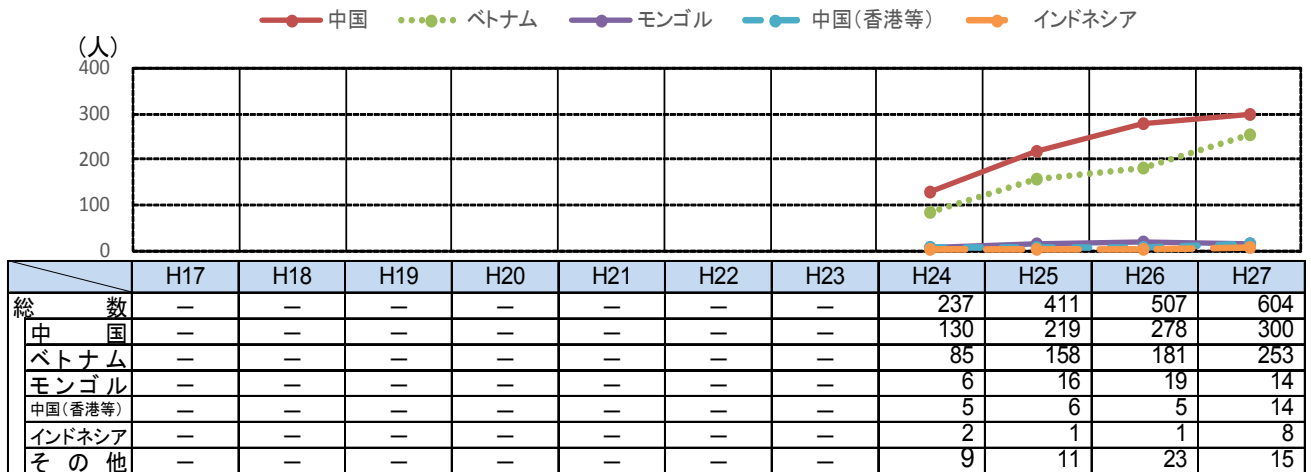 中国 ベトナム モンゴル 中国(香港等) インドネシア
(人)
400
300
200
100
0
H17 H18 H19 H20 H21 H22 H23 H24 H25 H26 H27
総数 － － － － － － － 237 411 507 604
中国 － － － － － － － 130 219 278 300
ベトナム － － － － － － － 85 158 181 253
モンゴル － － － － － － － 6 16 19 14
中国(香港等) － － － － － － － 5 6 5 14
インドネシア － － － － － － － 2 1 1 8
その他 － － － － － － － 9 11 23 15